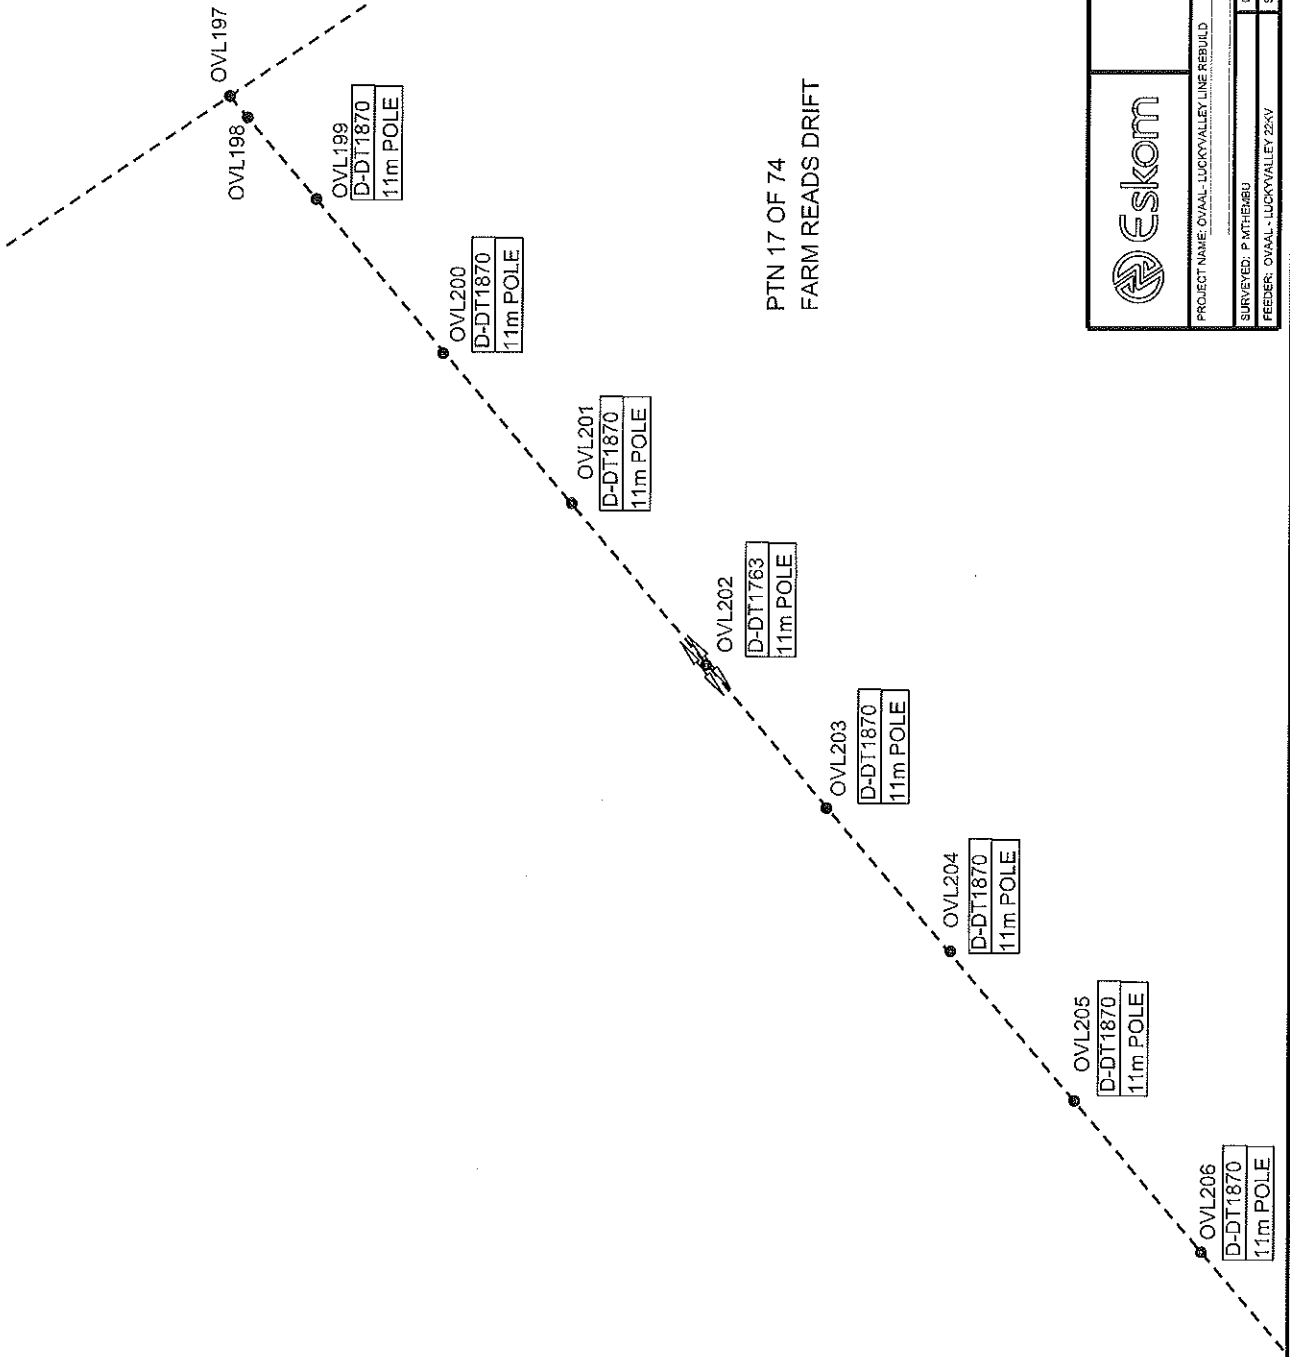 OVL197
OVL198
OVL199
D-DT1870
11m POLE
OVL200
D-DT1870
11m POLE
OVL201
D-DT1870
11m POLE
OVL202
D-DT1763
11m POLE
OVL203
D-DT1870
11m POLE
OVL204
D-DT1870
11m POLE
OVL205
D-DT1870
11m POLE
OVL206
D-DT1870
11m POLE
PTN 17 OF 74
FARM READS DRIFT
Eskom
PROJECT NAME: OVAAL - LUCKYVALLEY LINE REBUILD
SURVEYED: P MTHEMBU
FEEDER: OVAAL - LUCKYVALLEY 22KV